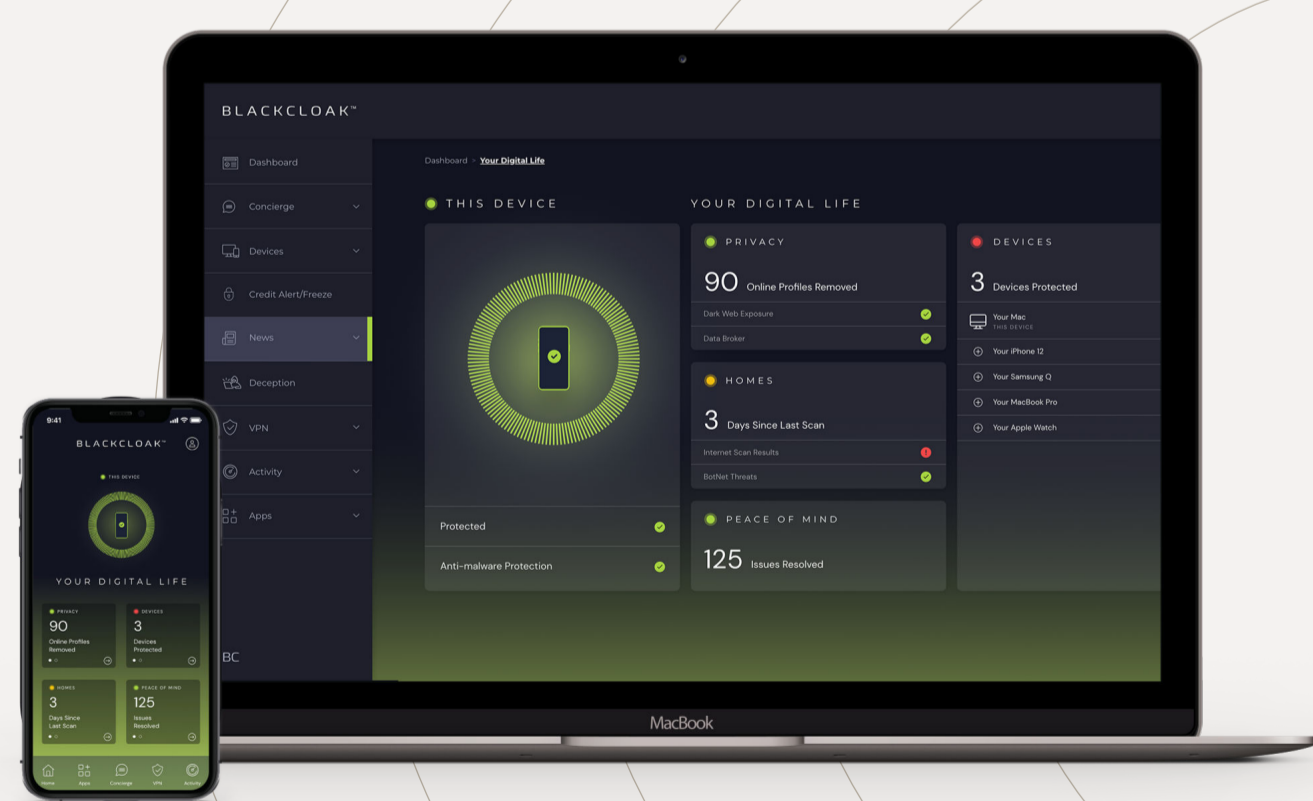 BLACKCLOAK™
Dashboard
Concierge
Devices
Credit Alert/Freeze
News
Deception
VPN
Activity
Apps
BC
Dashboard > Your Digital Life
THIS DEVICE
Protected
Anti-malware Protection
YOUR DIGITAL LIFE
PRIVACY
90 Online Profiles Removed
Dark Web Exposure
Data Broker
HOMES
3 Days Since Last Scan
Internet Scan Results
BotNet Threats
PEACE OF MIND
125 Issues Resolved
DEVICES
3 Devices Protected
Your Mac
THIS DEVICE
Your iPhone 12
Your Samsung Q
Your MacBook Pro
Your Apple Watch
MacBook
9:41
BLACKCLOAK™
THIS DEVICE
YOUR DIGITAL LIFE
PRIVACY
90
Online Profiles
Removed
DEVICES
3
Devices
Protected
HOMES
3
Days Since
Last Scan
PEACE OF MIND
125
Issues
Resolved
Home
Apps
Concierge
VPN
Activity